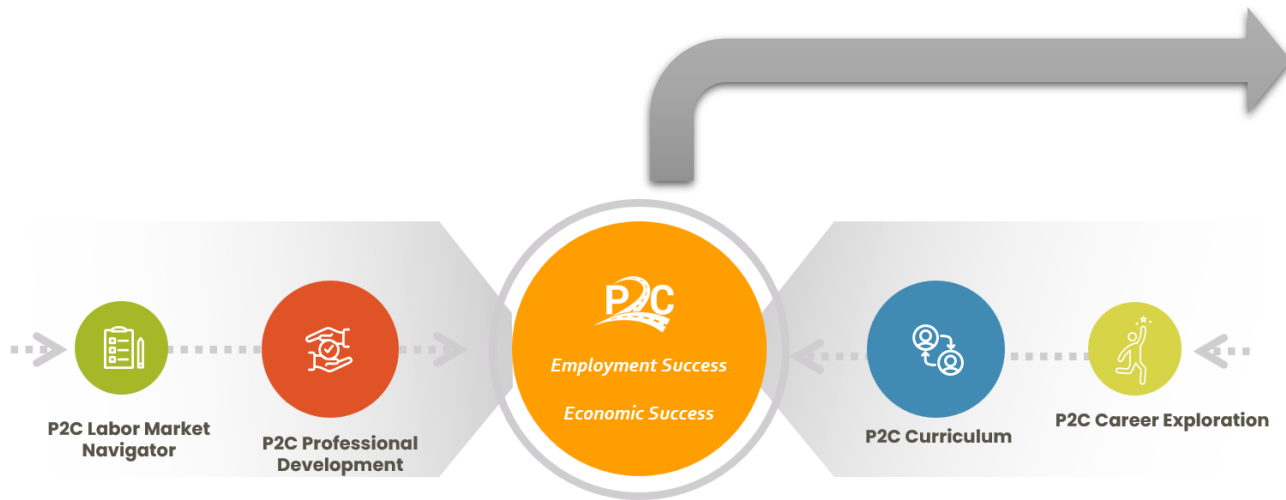 P2C
Employment Success
Economic Success
P2C Labor Market
Navigator
P2C Professional
Development
P2C Curriculum
P2C Career Exploration